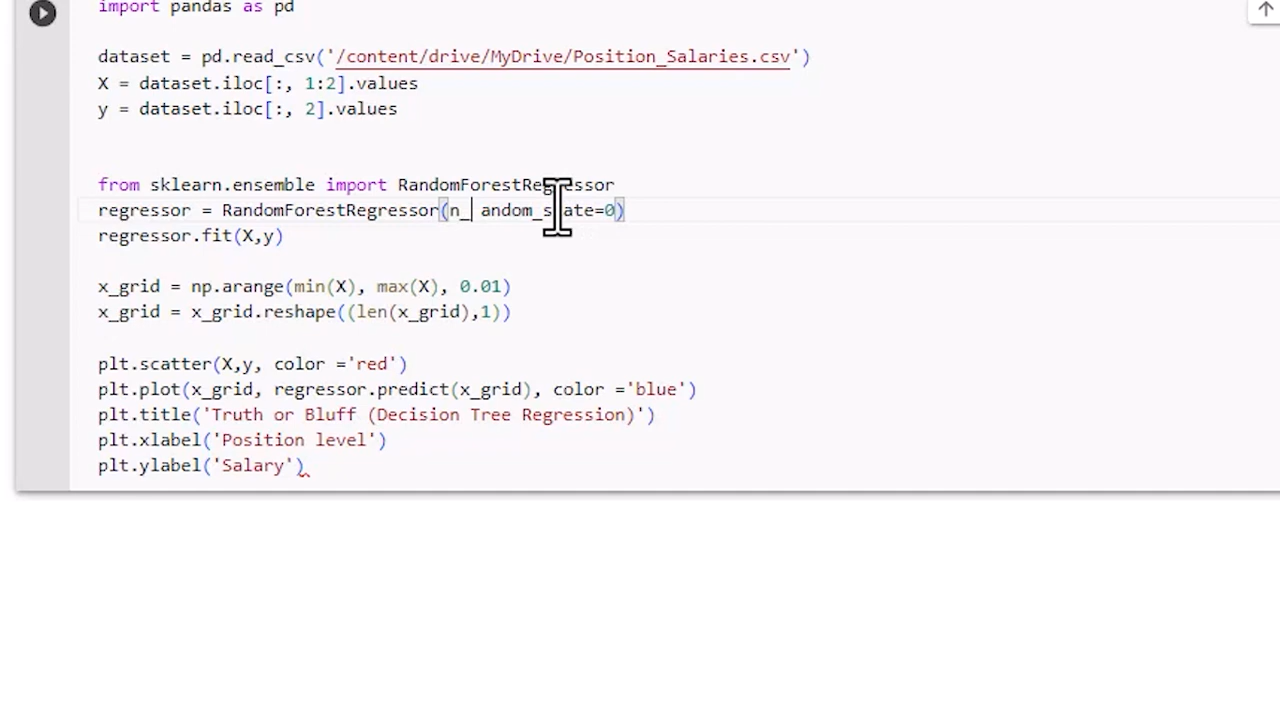 import pandas as pd
dataset = pd.read_csv('/content/drive/MyDrive/Position_Salaries.csv')
X = dataset.iloc[:, 1:2].values
y = dataset.iloc[:, 2].values
from sklearn.ensemble import RandomForestRegressor
regressor = RandomForestRegressor(n_ andom_state=0)
regressor.fit(X,y)
x_grid = np.arange(min(X), max(X), 0.01)
x_grid = x_grid.reshape((len(x_grid),1))
plt.scatter(X,y, color ='red')
plt.plot(x_grid, regressor.predict(x_grid), color ='blue')
plt.title('Truth or Bluff (Decision Tree Regression)')
plt.xlabel('Position level')
plt.ylabel('Salary')